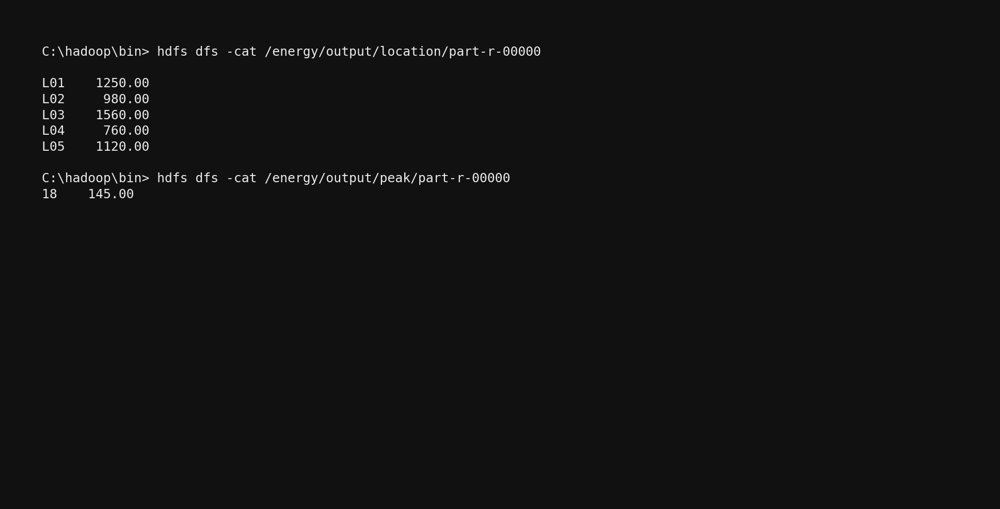 C:\hadoop\bin> hdfs dfs -cat /energy/output/location/part-r-00000
L01    1250.00
L02     980.00
L03    1560.00
L04     760.00
L05    1120.00
C:\hadoop\bin> hdfs dfs -cat /energy/output/peak/part-r-00000
18    145.00